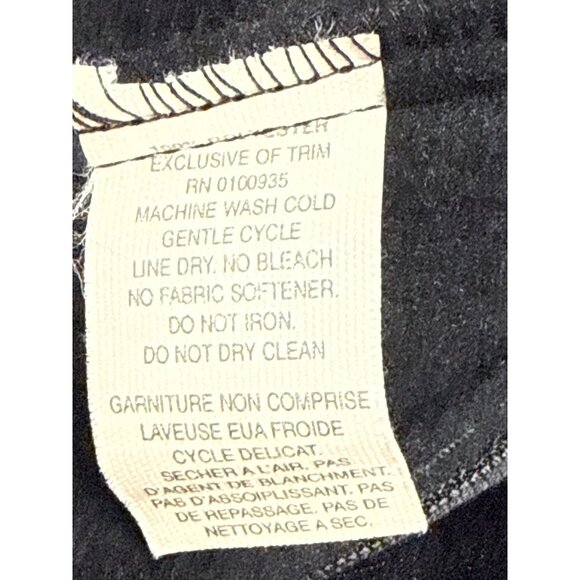 100% POLYESTER
EXCLUSIVE OF TRIM
RN 0100935
MACHINE WASH COLD
GENTLE CYCLE
LINE DRY. NO BLEACH
NO FABRIC SOFTENER.
DO NOT IRON.
DO NOT DRY CLEAN
GARNITURE NON COMPRISE
LAVEUSE EUA FROIDE
CYCLE DELICAT.
SECHER A L'AIR. PAS
D'AGENT DE BLANCHMENT.
PAS D'ASSOIPLISSANT. PAS
DE REPASSAGE. PAS DE
NETTOYAGE A SEC.